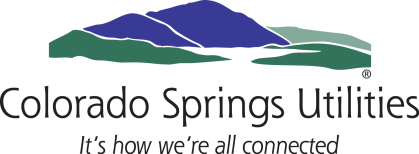 ®
Colorado Springs Utilities
It's how we're all connected